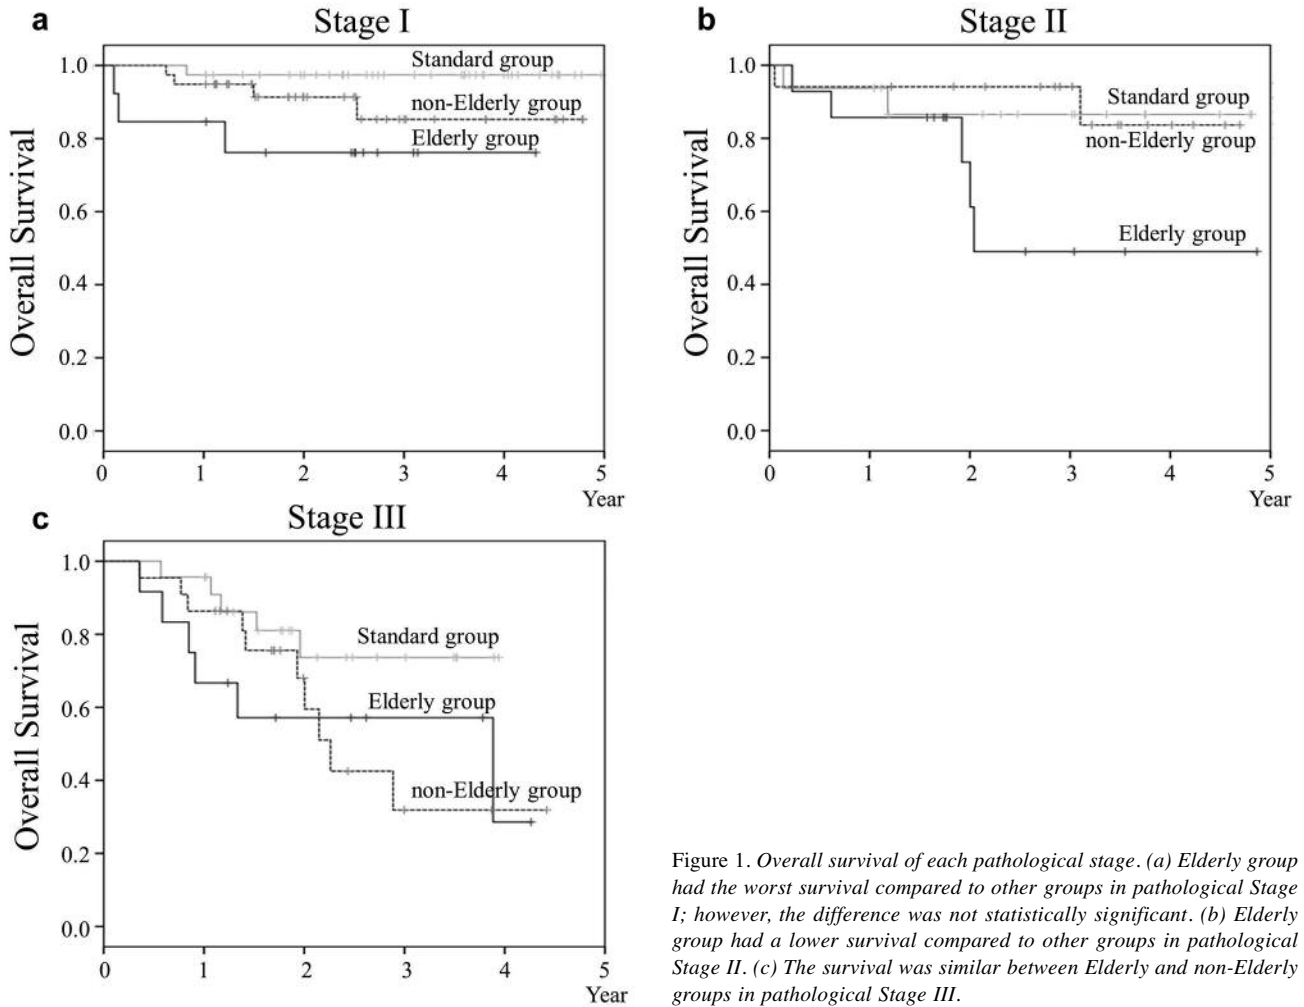 a
Stage I
Overall Survival
1.0
0.8
0.6
0.4
0.2
0.0
Standard group
non-Elderly group
Elderly group
0 1 2 3 4 5
Year
b
Stage II
Overall Survival
1.0
0.8
0.6
0.4
0.2
0.0
Standard group
non-Elderly group
Elderly group
0 1 2 3 4 5
Year
c
Stage III
Overall Survival
1.0
0.8
0.6
0.4
0.2
0.0
Standard group
Elderly group
non-Elderly group
0 1 2 3 4 5
Year
Figure 1. Overall survival of each pathological stage. (a) Elderly group
had the worst survival compared to other groups in pathological Stage
I; however, the difference was not statistically significant. (b) Elderly
group had a lower survival compared to other groups in pathological
Stage II. (c) The survival was similar between Elderly and non-Elderly
groups in pathological Stage III.